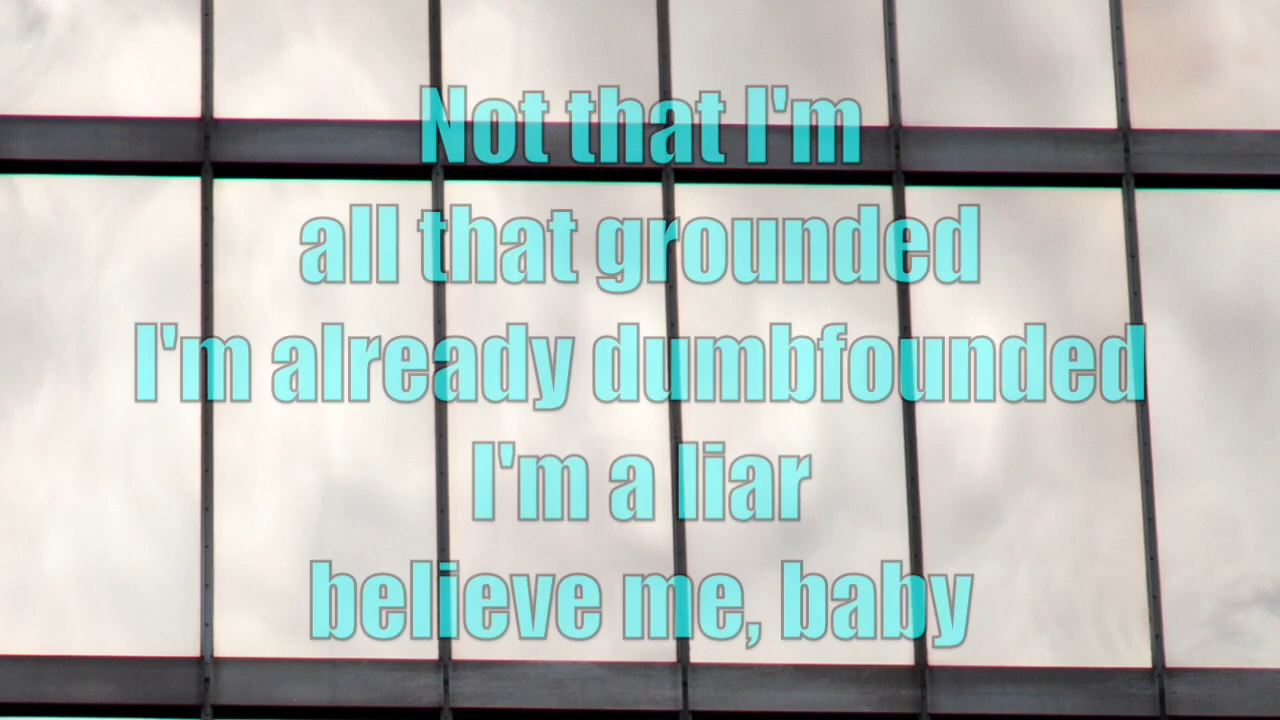 Not that I'm
all that grounded
I'm already dumbfounded
I'm a liar
believe me, baby